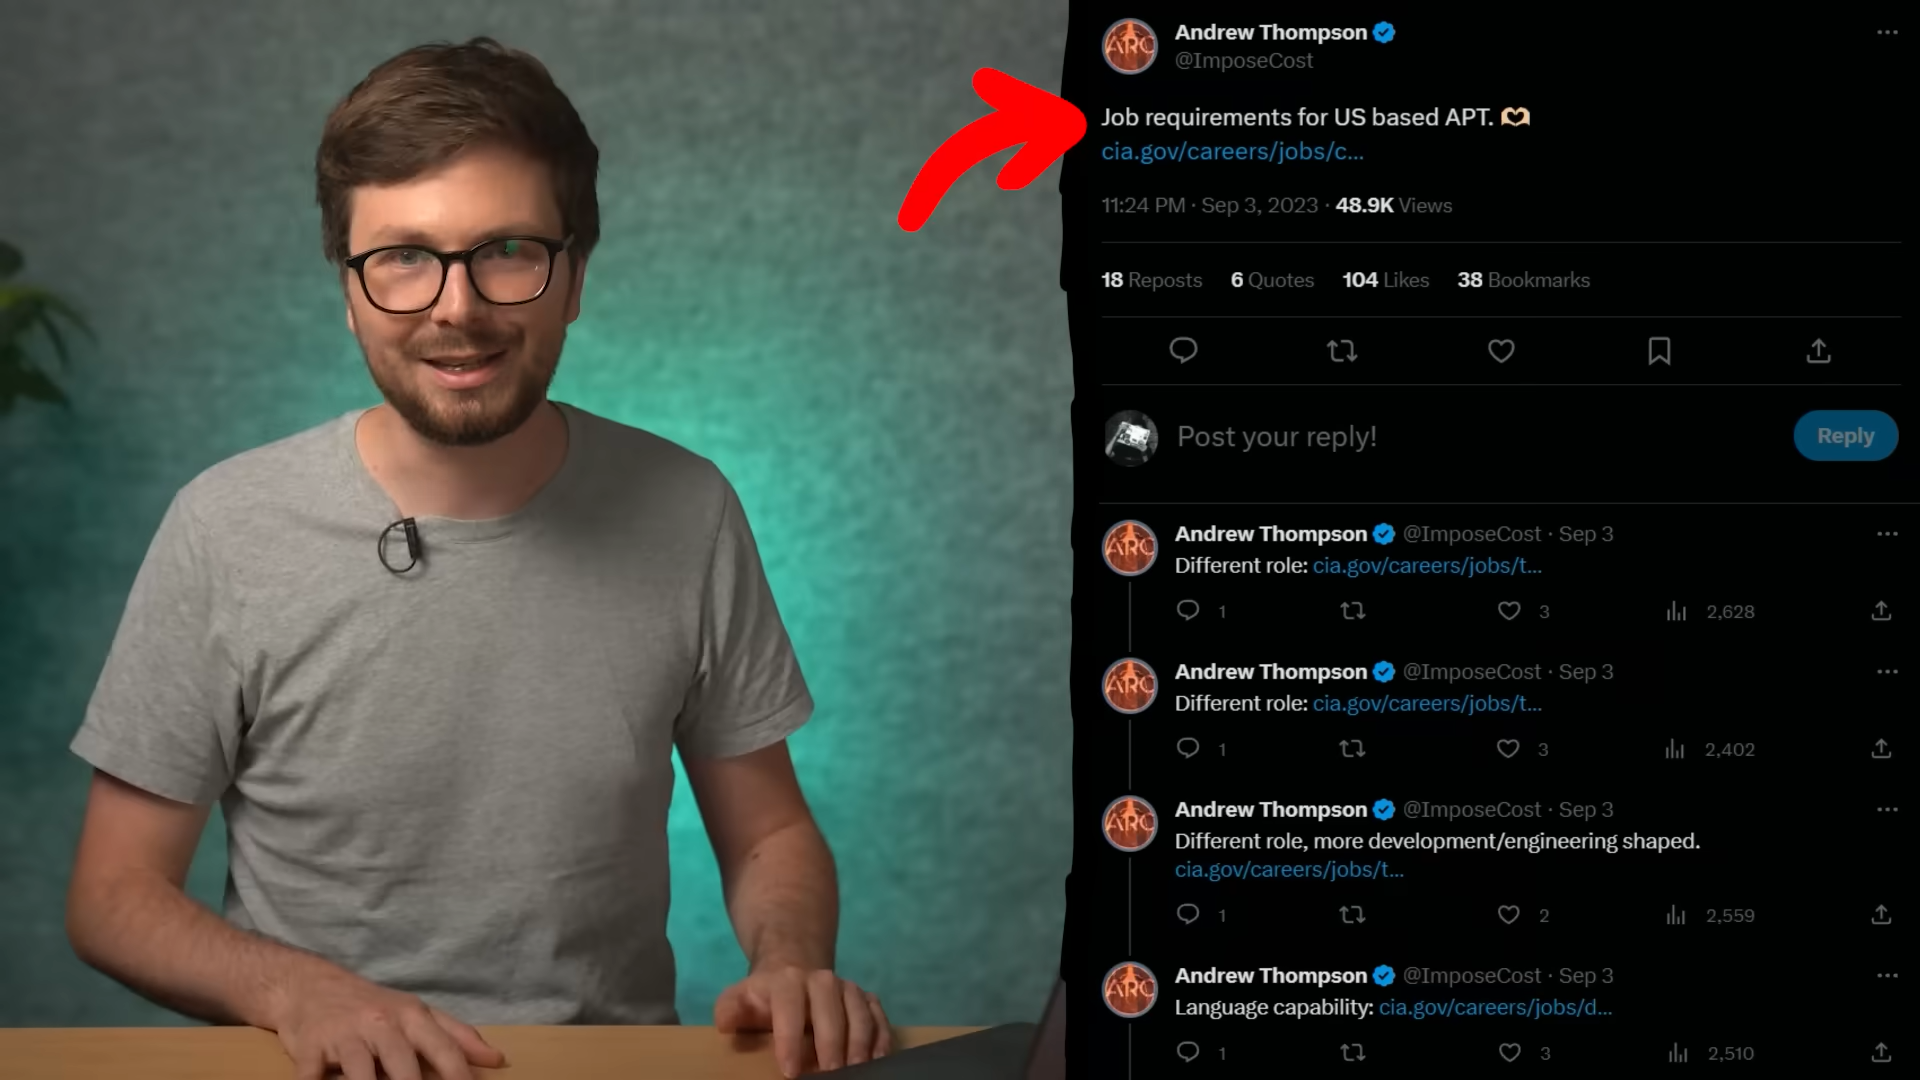 Andrew Thompson
@ImposeCost
Job requirements for US based APT. 🫶🏻
cia.gov/careers/jobs/c...
11:24 PM · Sep 3, 2023 · 48.9K Views
18 Reposts 6 Quotes 104 Likes 38 Bookmarks
Post your reply!
Reply
ARC
Andrew Thompson @ImposeCost · Sep 3
Different role: cia.gov/careers/jobs/t...
1 3 2,628
ARC
Andrew Thompson @ImposeCost · Sep 3
Different role: cia.gov/careers/jobs/t...
1 3 2,402
ARC
Andrew Thompson @ImposeCost · Sep 3
Different role, more development/engineering shaped.
cia.gov/careers/jobs/t...
1 2 2,559
ARC
Andrew Thompson @ImposeCost · Sep 3
Language capability: cia.gov/careers/jobs/d...
1 3 2,510